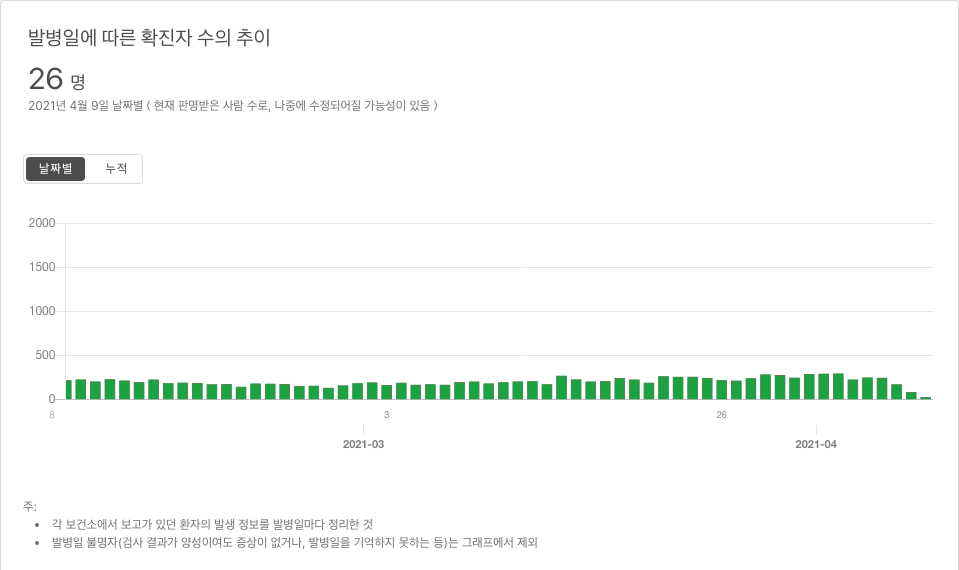 발병일에 따른 확진자 수의 추이
26 명
2021년 4월 9일 날짜별 ( 현재 판명받은 사람 수로, 나중에 수정되어질 가능성이 있음 )
날짜별 누적
2000
1500
1000
500
0
8 3 26
2021-03 2021-04
주:
• 각 보건소에서 보고가 있던 환자의 발생 정보를 발병일마다 정리한 것
• 발병일 불명자(검사 결과가 양성이여도 증상이 없거나, 발병일을 기억하지 못하는 등)는 그래프에서 제외